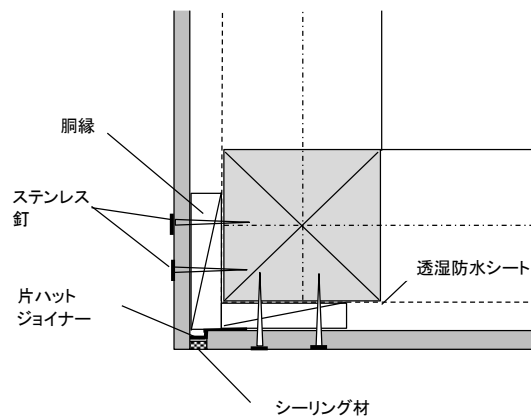 胴縁
ステンレス
釘
透湿防水シート
片ハット
ジョイナー
シーリング材